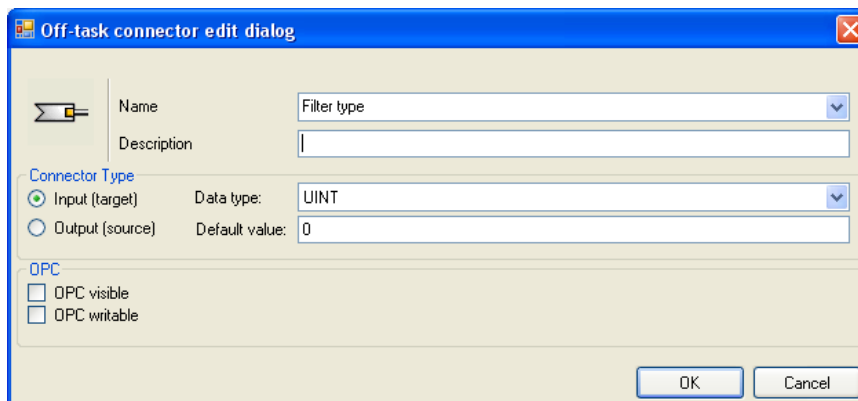 Off-task connector edit dialog
Name
Filter type
Description
Connector Type
Input (target)
Data type:
UINT
Output (source)
Default value:
0
OPC
OPC visible
OPC writable
OK
Cancel